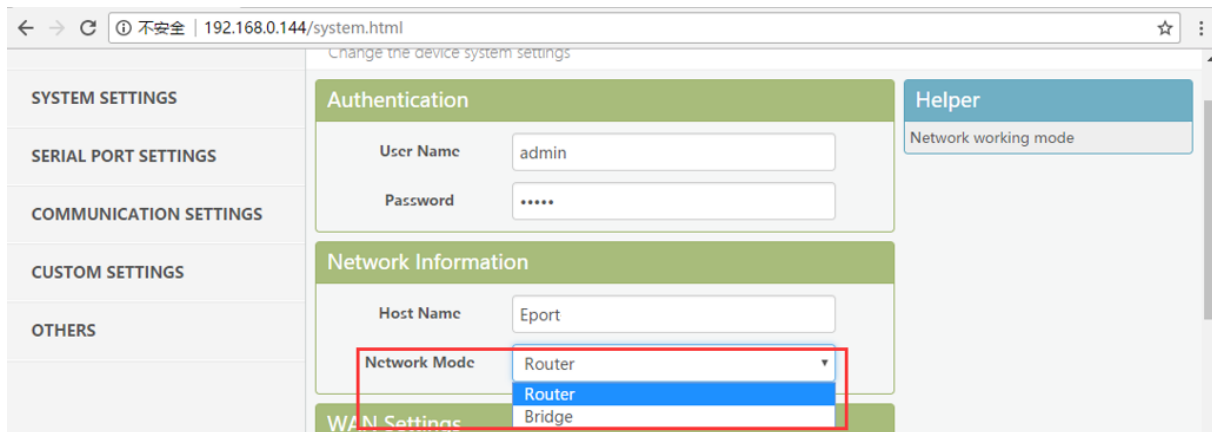 不安全 | 192.168.0.144/system.html
Change the device system settings
SYSTEM SETTINGS
SERIAL PORT SETTINGS
COMMUNICATION SETTINGS
CUSTOM SETTINGS
OTHERS
Authentication
User Name admin
Password •••••
Network Information
Host Name Eport
Network Mode Router
Router
Bridge
WAN Settings
Helper
Network working mode